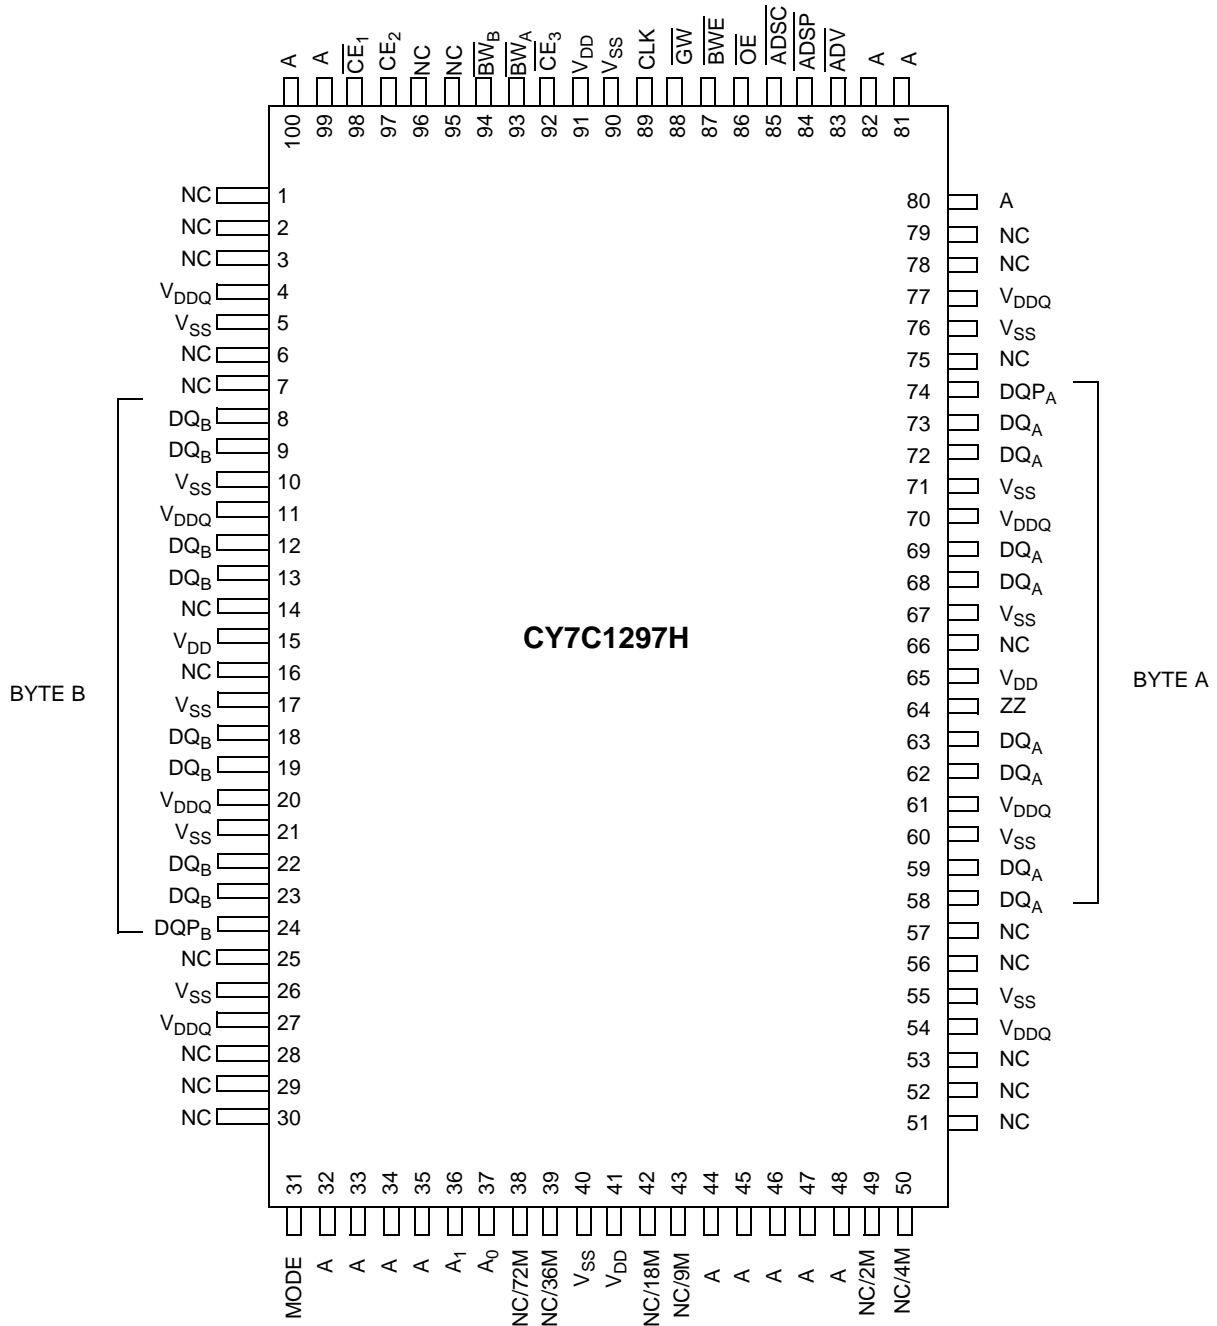 A A CE1 CE2 NC NC BWB BWA CE3 VDD VSS CLK GW BWE OE ADSC ADSP ADV A A
100 99 98 97 96 95 94 93 92 91 90 89 88 87 86 85 84 83 82 81
NC 1
NC 2
NC 3
VDDQ 4
VSS 5
NC 6
NC 7
DQB 8
DQB 9
VSS 10
VDDQ 11
DQB 12
DQB 13
NC 14
VDD 15
NC 16
VSS 17
DQB 18
DQB 19
VDDQ 20
VSS 21
DQB 22
DQB 23
DQPB 24
NC 25
VSS 26
VDDQ 27
NC 28
NC 29
NC 30
BYTE B
CY7C1297H
80 A
79 NC
78 NC
77 VDDQ
76 VSS
75 NC
74 DQPA
73 DQA
72 DQA
71 VSS
70 VDDQ
69 DQA
68 DQA
67 VSS
66 NC
65 VDD
64 ZZ
63 DQA
62 DQA
61 VDDQ
60 VSS
59 DQA
58 DQA
57 NC
56 NC
55 VSS
54 VDDQ
53 NC
52 NC
51 NC
BYTE A
31 32 33 34 35 36 37 38 39 40 41 42 43 44 45 46 47 48 49 50
MODE A A A A A1 A0 NC/72M NC/36M VSS VDD NC/18M NC/9M A A A A A NC/2M NC/4M